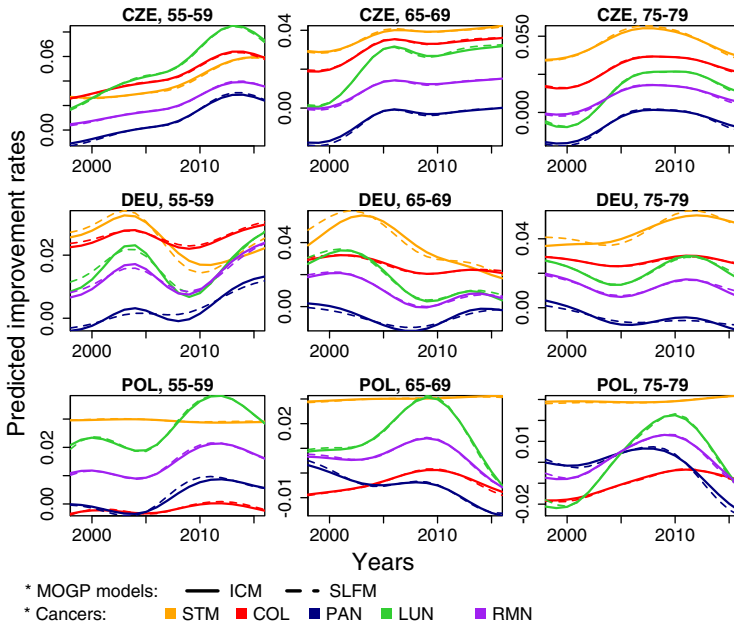 CZE, 55-59
CZE, 65-69
CZE, 75-79
0.00
0.06
0.00
0.04
0.000
0.050
2000
2010
2000
2010
2000
2010
DEU, 55-59
DEU, 65-69
DEU, 75-79
0.00
0.02
0.00
0.04
0.00
0.04
2000
2010
2000
2010
2000
2010
POL, 55-59
POL, 65-69
POL, 75-79
0.00
0.02
-0.01
0.02
-0.02
0.01
2000
2010
2000
2010
2000
2010
Predicted improvement rates
Years
* MOGP models: ICM SLFM
* Cancers: STM COL PAN LUN RMN